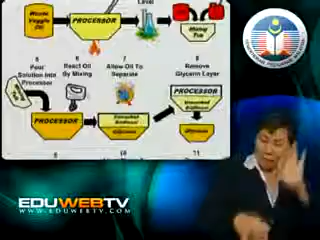 Waste
Veggie
Oil
PROCESSOR
Level
Mixing
Tub
5
Pour
Solution Into
Processor
6
React Oil
By Mixing
7
Allow Oil To
Separate
8
Remove
Glycerin Layer
PROCESSOR
PROCESSOR
Unwashed
Biodiesel
Glycerin
Unwashed
Biodiesel
Glycerin
9
10
11
EDUWEBTV
WWW.EDUWEBTV.COM